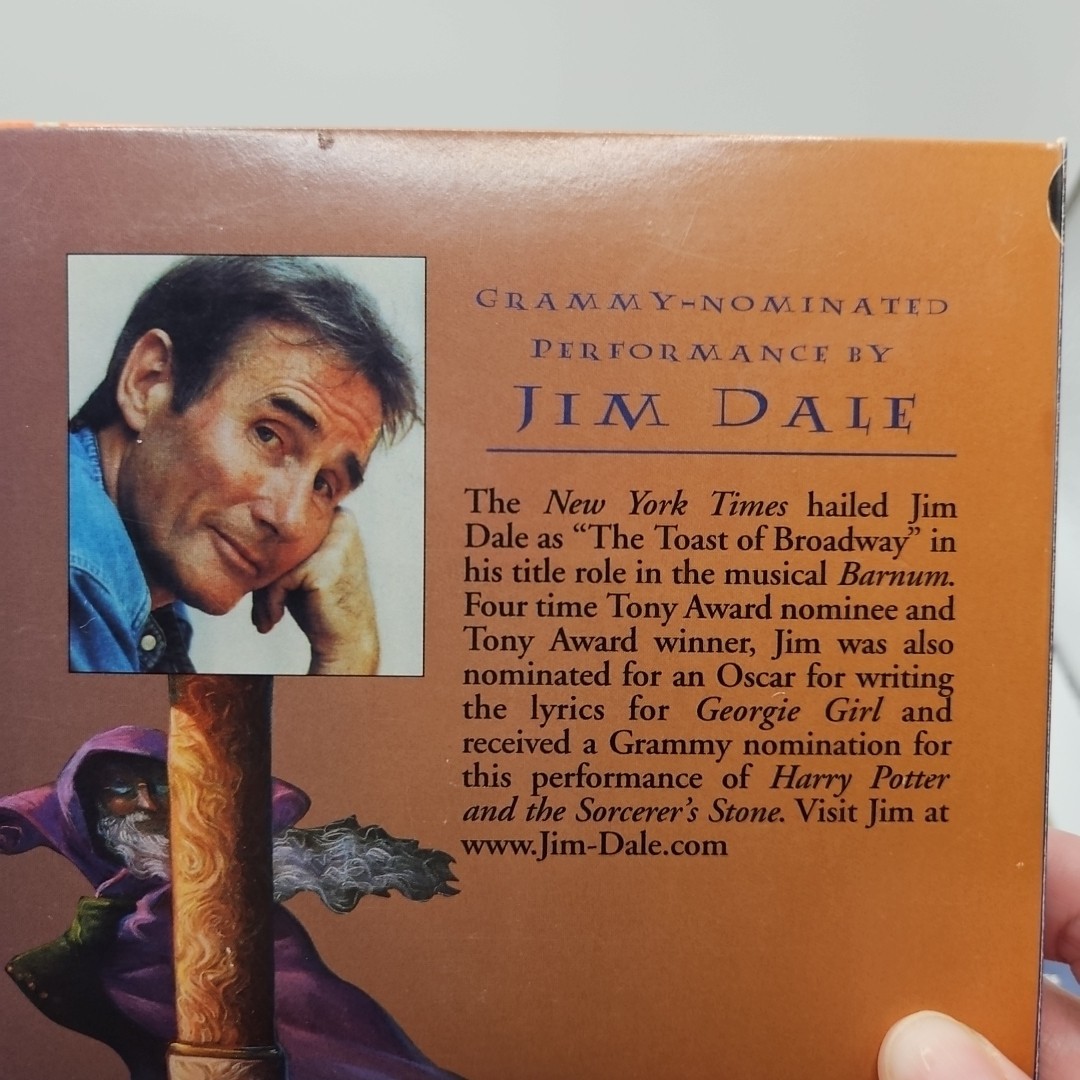 GRAMMY-NOMINATED
PERFORMANCE BY
JIM DALE
The New York Times hailed Jim
Dale as “The Toast of Broadway” in
his title role in the musical Barnum.
Four time Tony Award nominee and
Tony Award winner, Jim was also
nominated for an Oscar for writing
the lyrics for Georgie Girl and
received a Grammy nomination for
this performance of Harry Potter
and the Sorcerer’s Stone. Visit Jim at
www.Jim-Dale.com